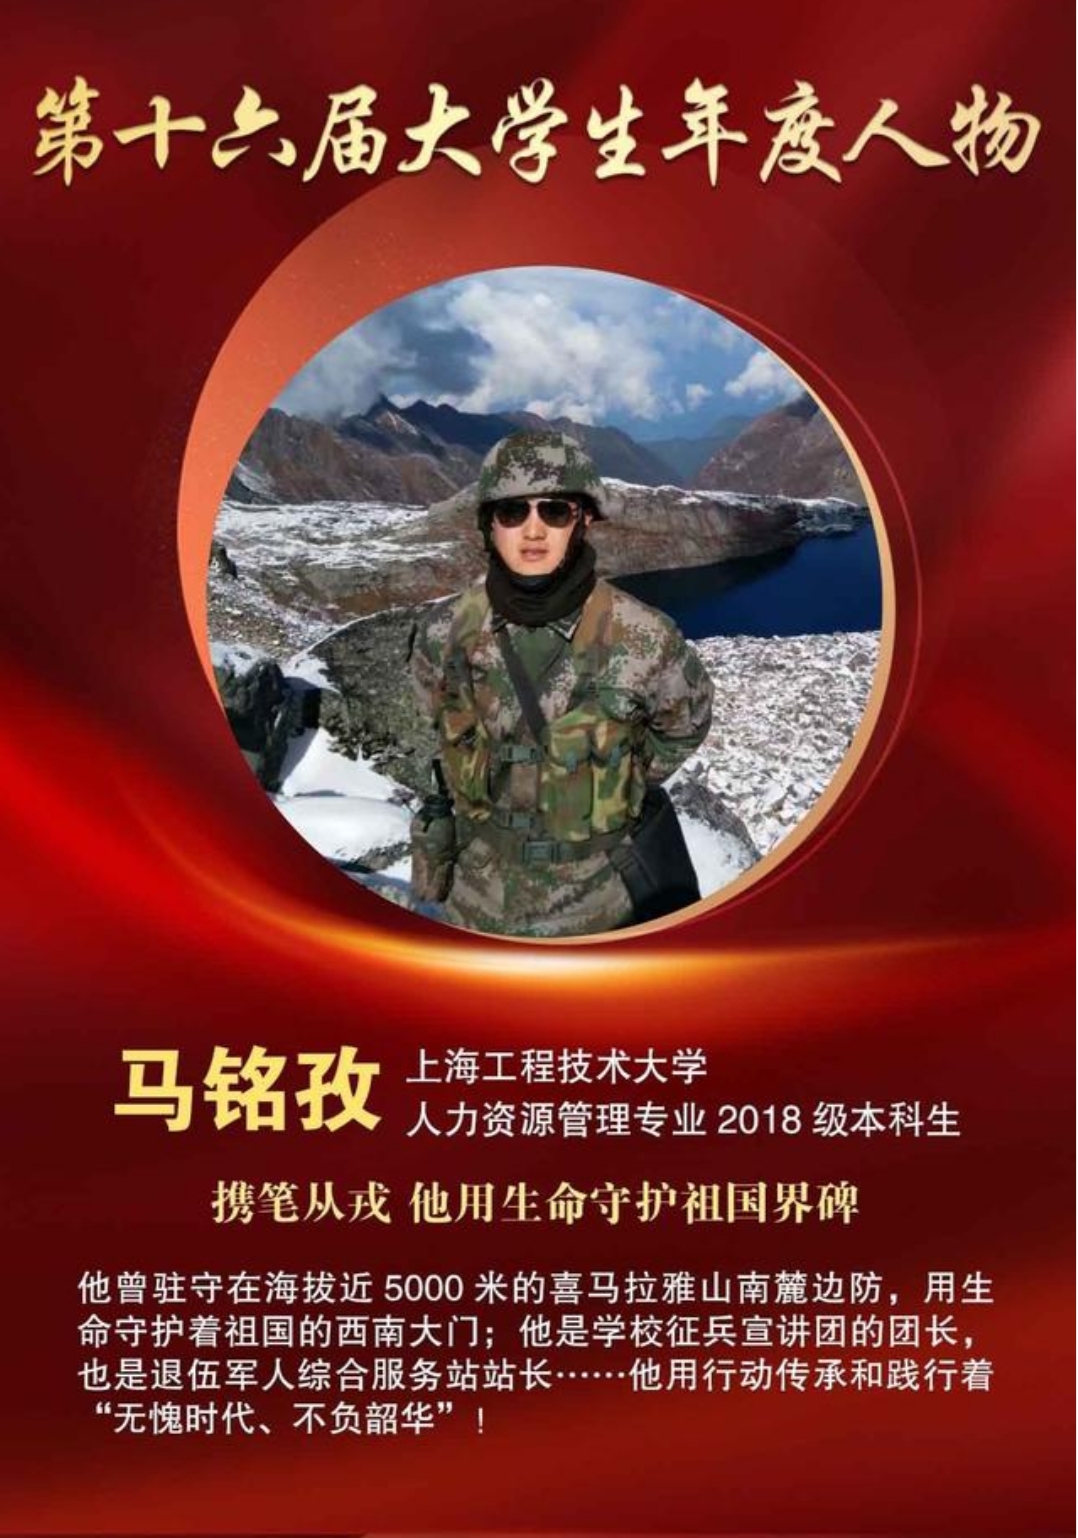 第十六届大学生年度人物
马铭孜
上海工程技术大学
人力资源管理专业 2018 级本科生
携笔从戎 他用生命守护祖国界碑
他曾驻守在海拔近 5000 米的喜马拉雅山南麓边防，用生
命守护着祖国的西南大门；他是学校征兵宣讲团的团长，
也是退伍军人综合服务站站长……他用行动传承和践行着
“无愧时代、不负韶华”！